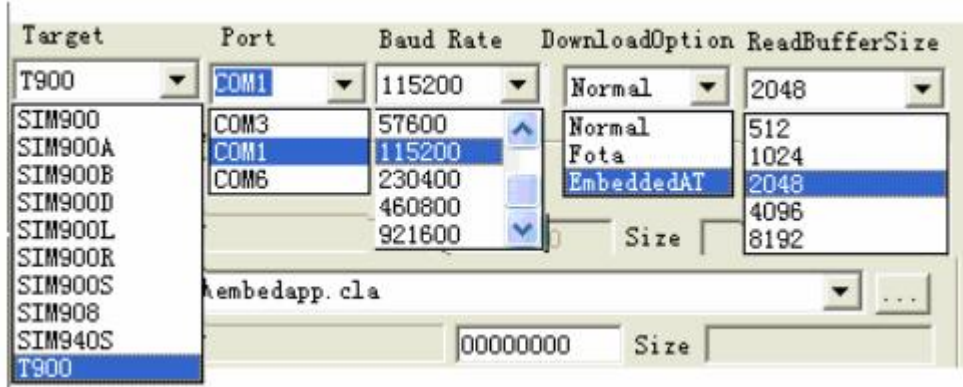 Target Port Baud Rate DownloadOption ReadBufferSize
T900 COM1 115200 Normal 2048
SIM900 COM3 57600 Normal 512
SIM900A COM1 115200 Fota 1024
SIM900B COM6 230400 EmbeddedAT 2048
SIM900D 460800 4096
SIM900L 921600 Size 8192
SIM900R
SIM900S embedapp.cla ...
SIM908
SIM940S 00000000 Size
T900